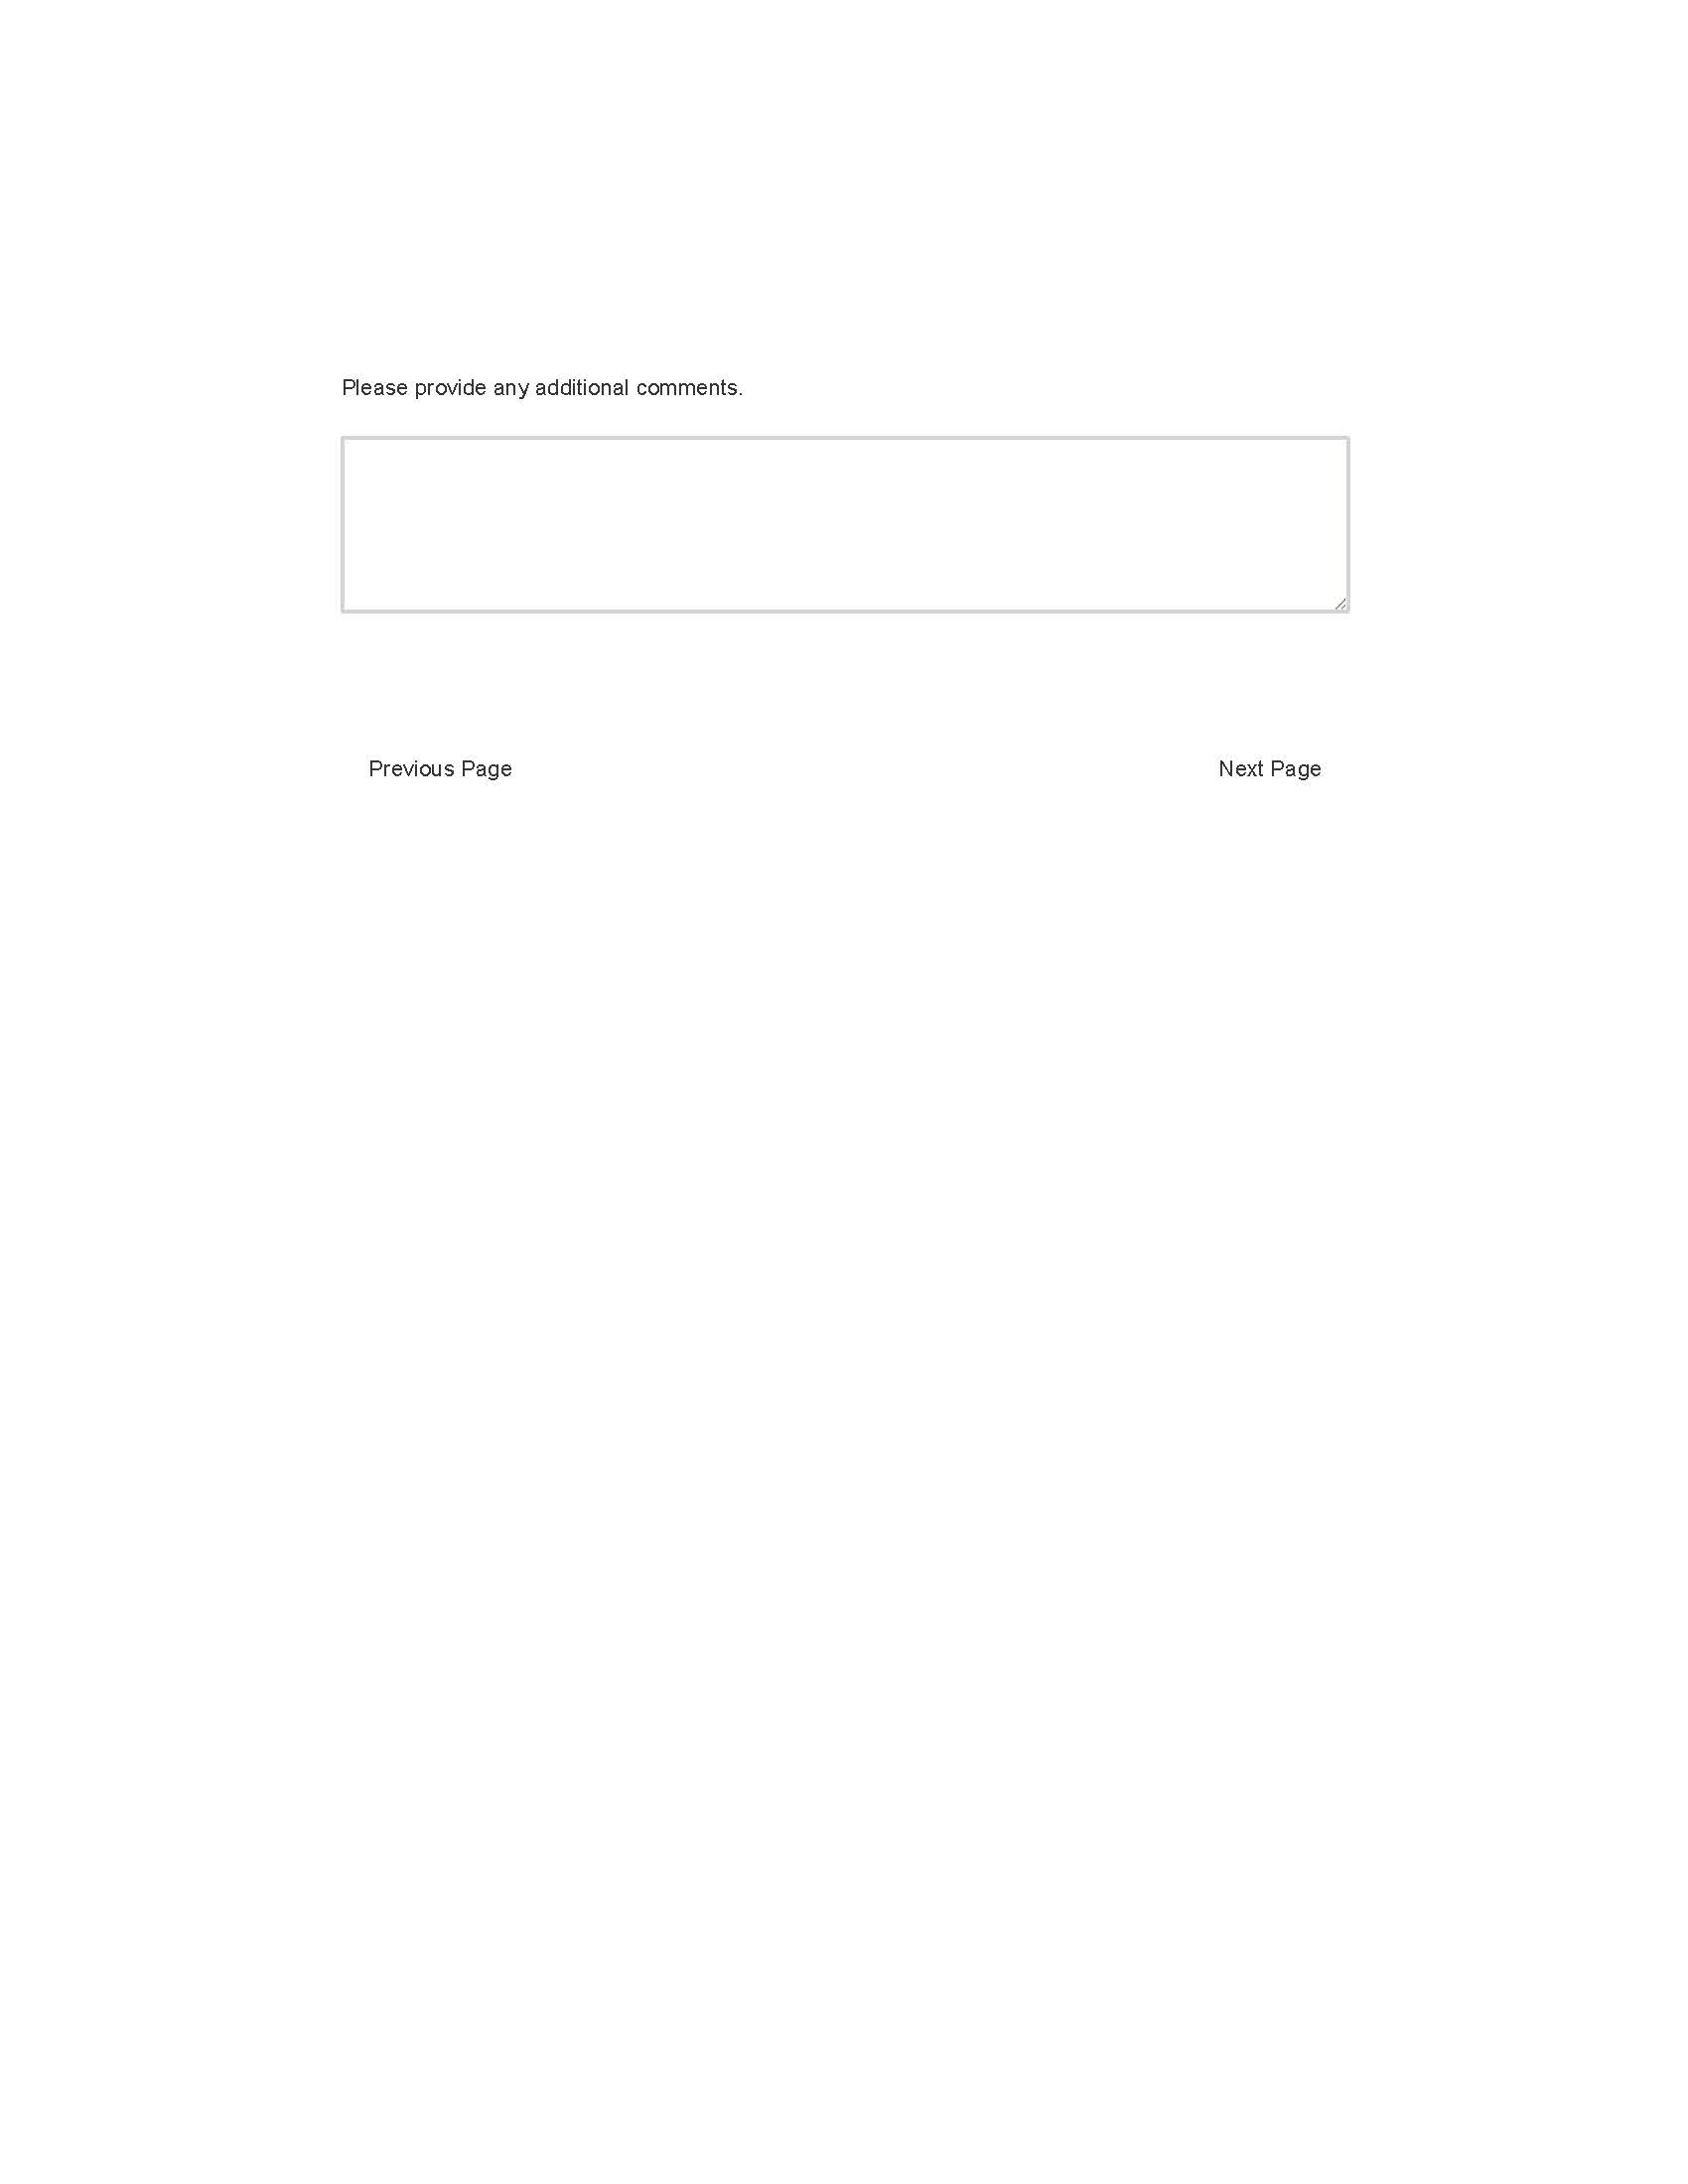 Please provide any additional comments.
Previous Page
Next Page